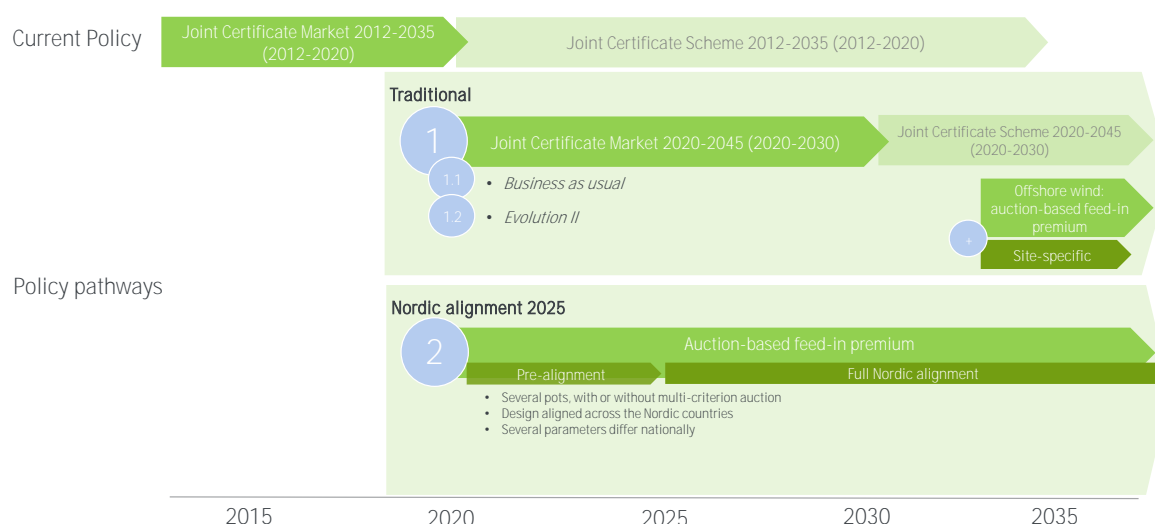 Current Policy
Joint Certificate Market 2012-2035
(2012-2020)
Joint Certificate Scheme 2012-2035 (2012-2020)
Traditional
1
Joint Certificate Market 2020-2045 (2020-2030)
Joint Certificate Scheme 2020-2045
(2020-2030)
1.1
• Business as usual
1.2
• Evolution II
Offshore wind:
auction-based feed-in
premium
+
Site-specific
Policy pathways
Nordic alignment 2025
2
Auction-based feed-in premium
Pre-alignment
Full Nordic alignment
• Several pots, with or without multi-criterion auction
• Design aligned across the Nordic countries
• Several parameters differ nationally
2015
2020
2025
2030
2035